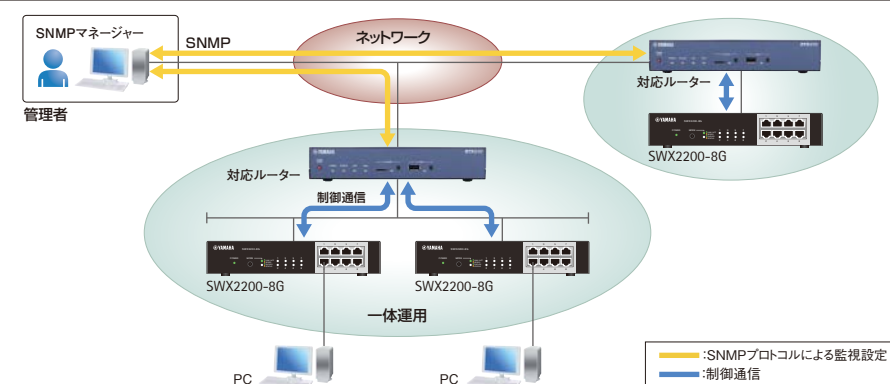 SNMPマネージャー
SNMP
ネットワーク
管理者
対応ルーター
YAMAHA
SWX2200-8G
対応ルーター
制御通信
YAMAHA
SWX2200-8G
YAMAHA
SWX2200-8G
一体運用
PC
PC
:SNMPプロトコルによる監視設定
:制御通信